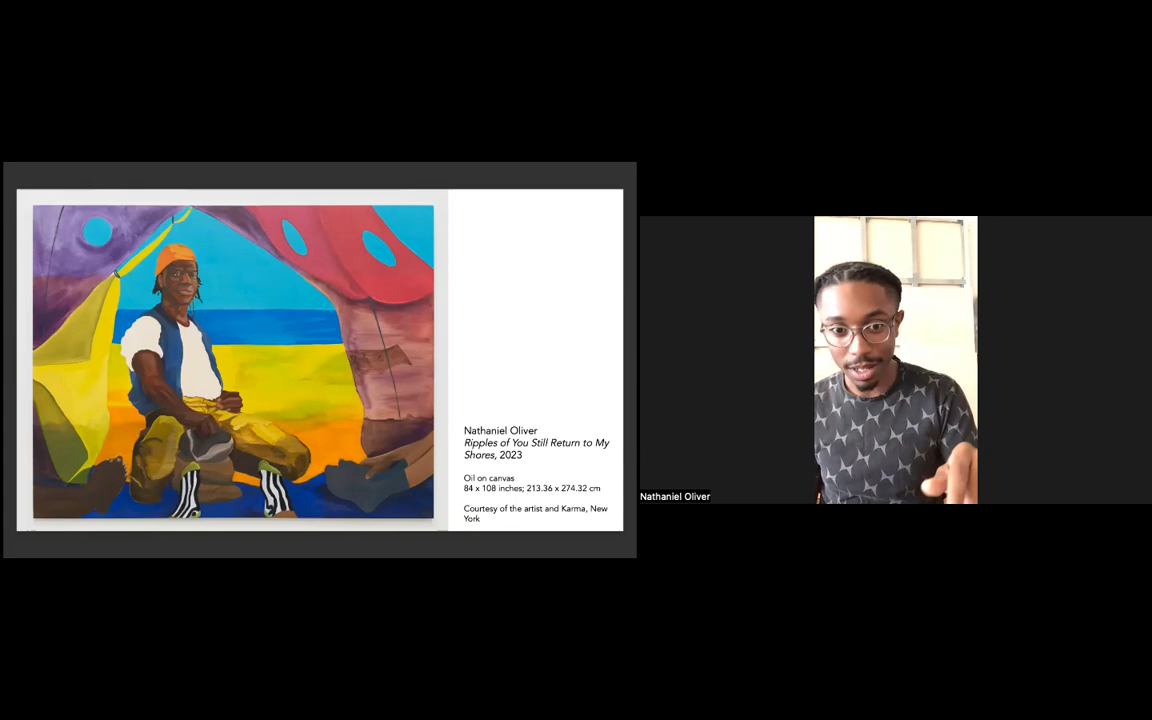 Nathaniel Oliver
Ripples of You Still Return to My
Shores, 2023
Oil on canvas
84 x 108 inches; 213.36 x 274.32 cm
Courtesy of the artist and Karma, New
York
Nathaniel Oliver